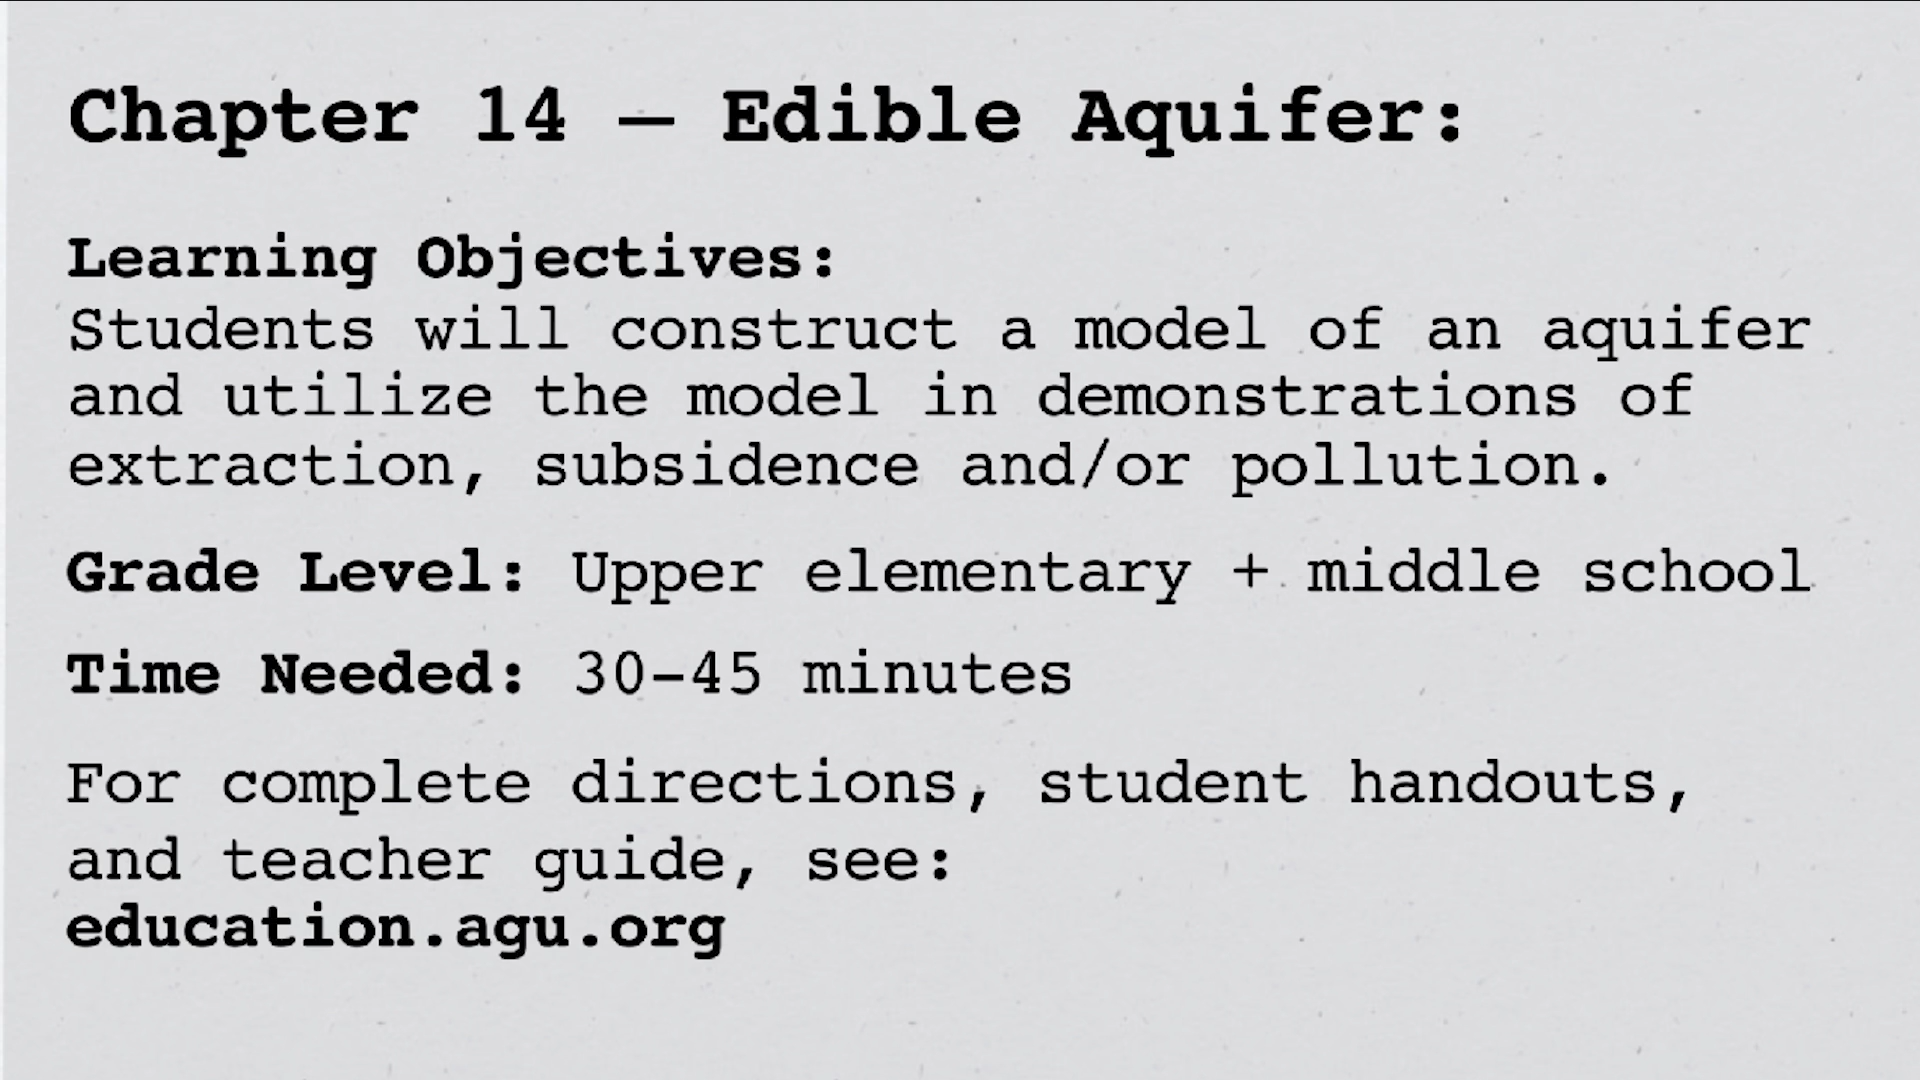 Chapter 14 — Edible Aquifer:
Learning Objectives:
Students will construct a model of an aquifer
and utilize the model in demonstrations of
extraction, subsidence and/or pollution.
Grade Level: Upper elementary + middle school
Time Needed: 30-45 minutes
For complete directions, student handouts,
and teacher guide, see:
education.agu.org